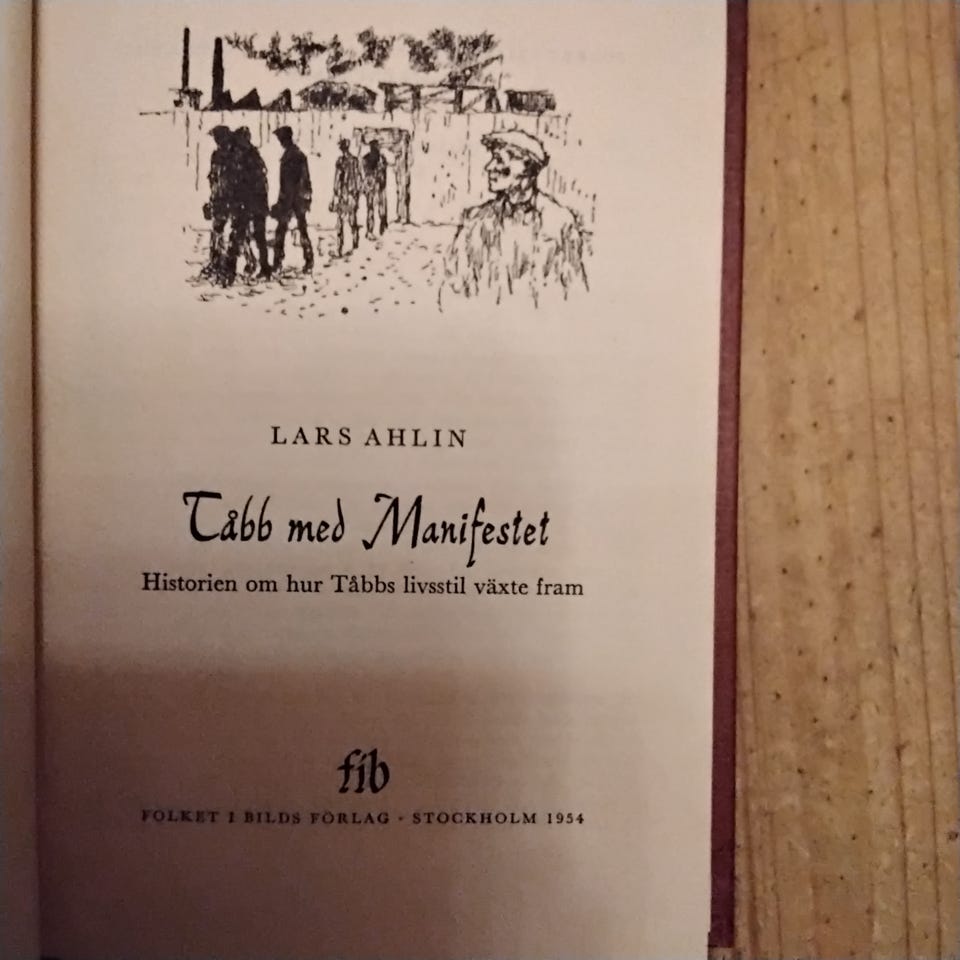 LARS AHLIN
Tåbb med Manifestet
Historien om hur Tåbbs livsstil växte fram
fib
FOLKET I BILDS FÖRLAG · STOCKHOLM 1954